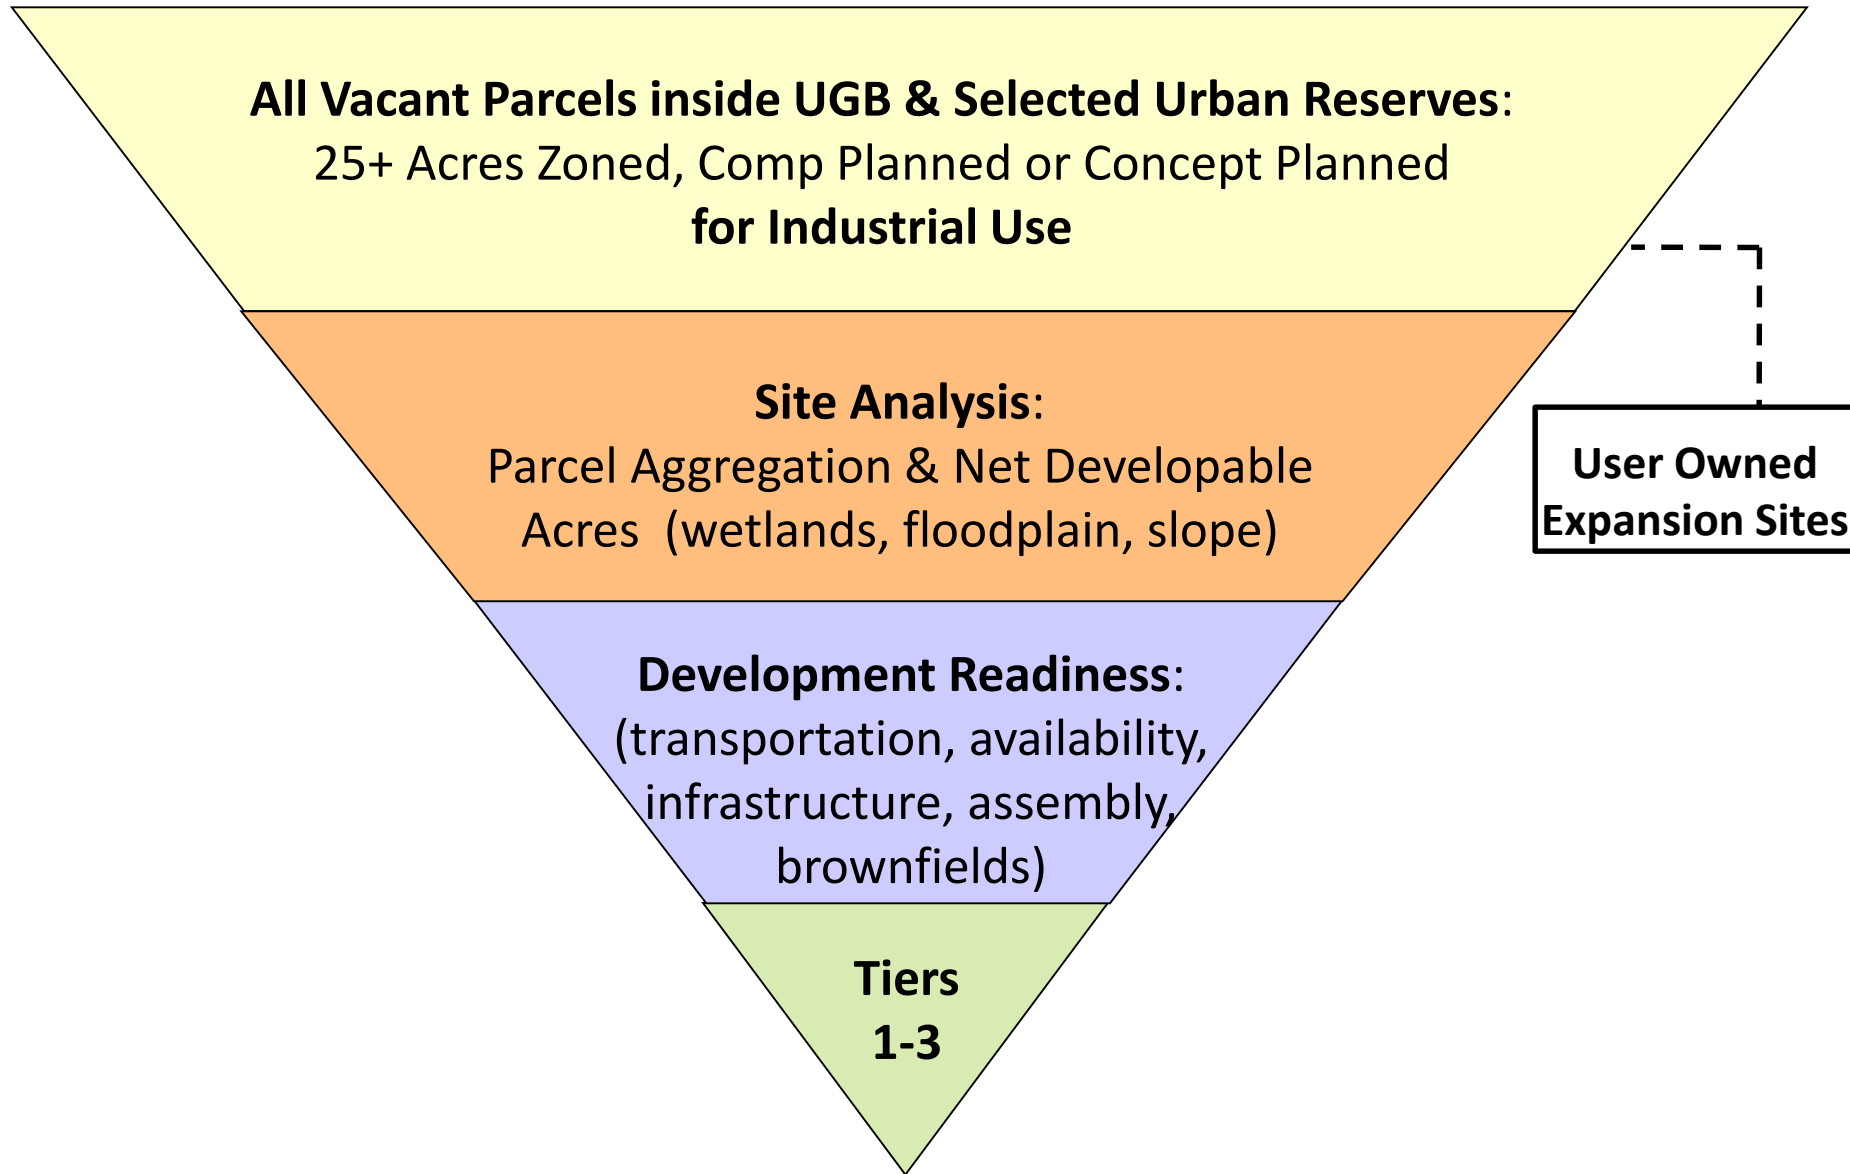 All Vacant Parcels inside UGB & Selected Urban Reserves:
25+ Acres Zoned, Comp Planned or Concept Planned
for Industrial Use
Site Analysis:
Parcel Aggregation & Net Developable
Acres  (wetlands, floodplain, slope)
User Owned
Expansion Sites
Development Readiness:
(transportation, availability,
infrastructure, assembly,
brownfields)
Tiers
1-3